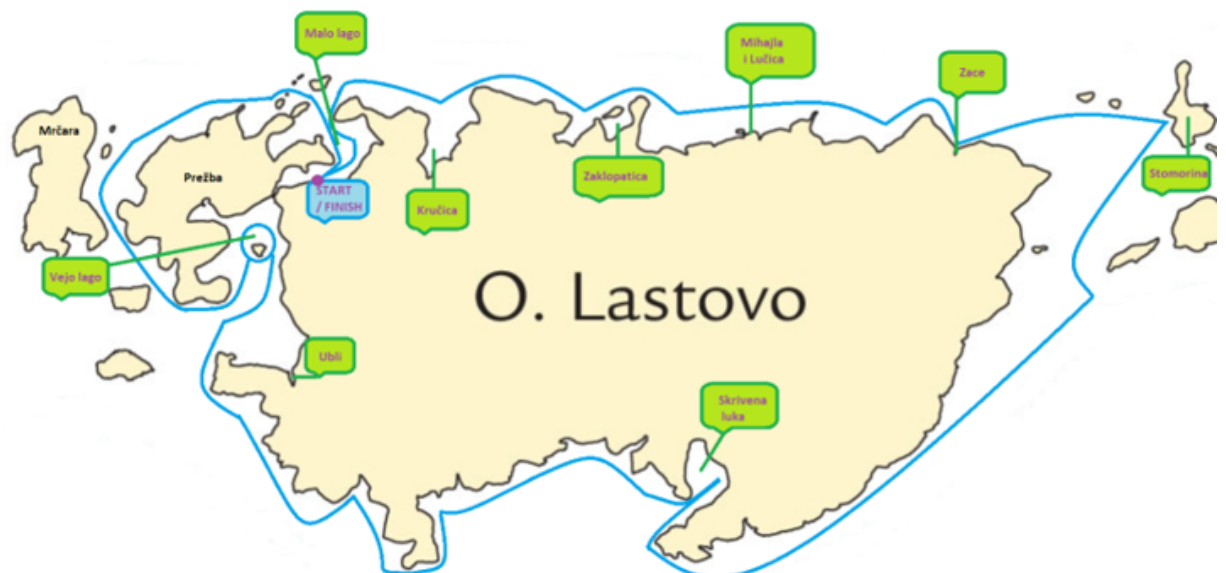 Malo lago
Mihajla
i Lučica
Zace
Mrčara
Prežba
START
/ FINISH
Kručica
Zaklopatica
Stomorina
Vejo lago
O. Lastovo
Ubli
Skrivena
luka